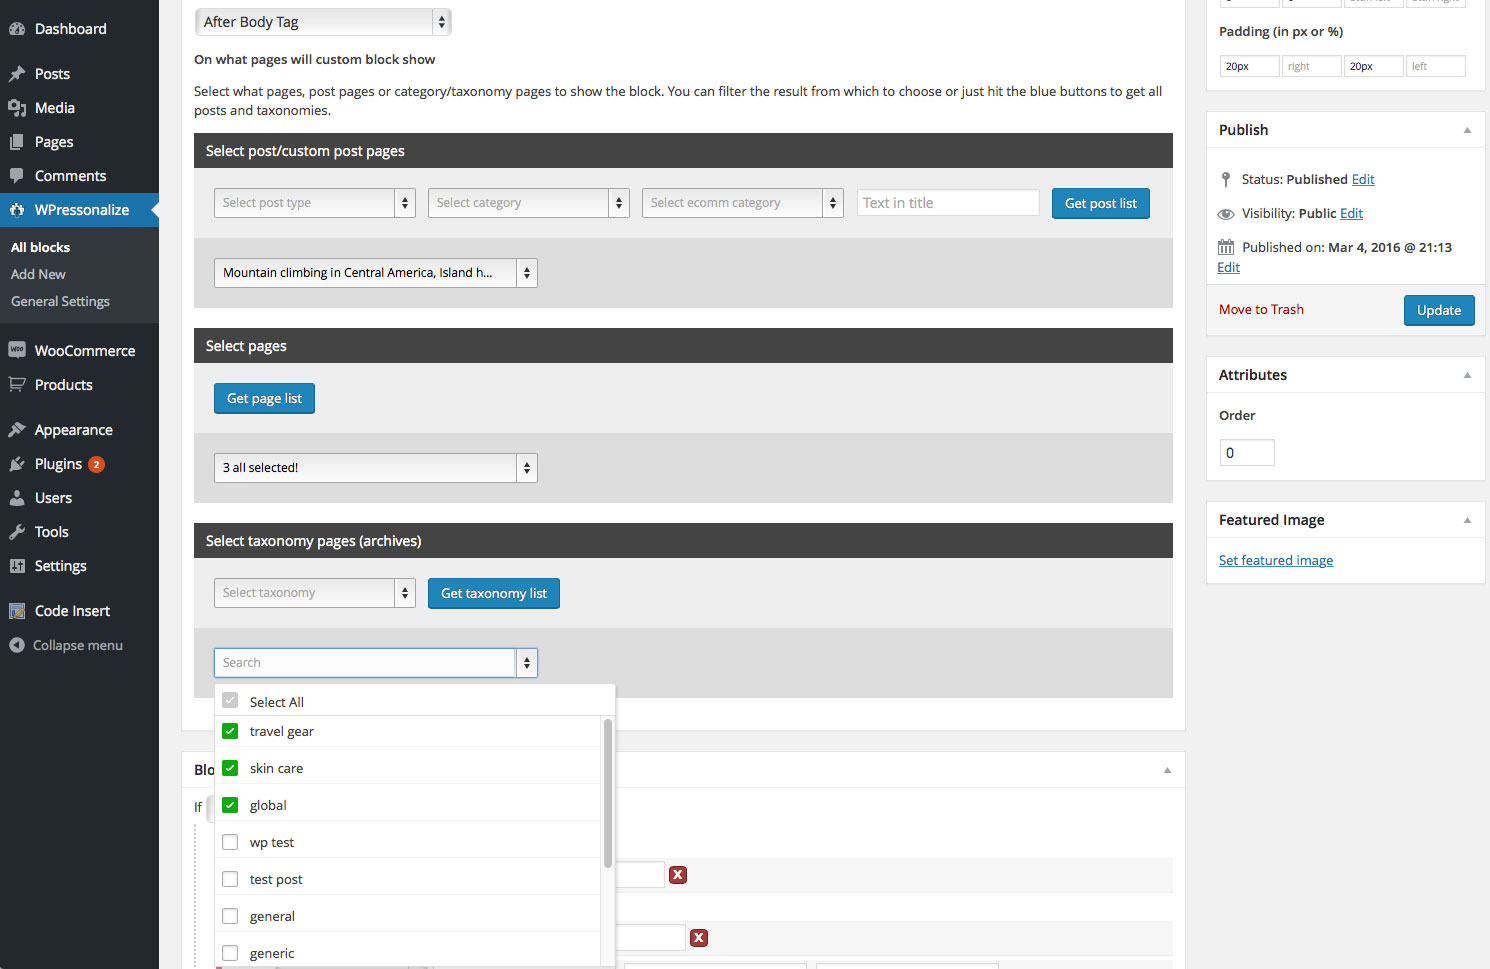 Dashboard
Posts
Media
Pages
Comments
WPressonalize
All blocks
Add New
General Settings
WooCommerce
Products
Appearance
Plugins 2
Users
Tools
Settings
Code Insert
Collapse menu
After Body Tag
On what pages will custom block show
Select what pages, post pages or category/taxonomy pages to show the block. You can filter the result from which to choose or just hit the blue buttons to get all
posts and taxonomies.
Select post/custom post pages
Select post type Select category Select ecomm category Text in title Get post list
Mountain climbing in Central America, Island h...
Select pages
Get page list
3 all selected!
Select taxonomy pages (archives)
Select taxonomy Get taxonomy list
Search
Select All
travel gear
skin care
global
wp test
test post
general
generic
Blo
If
X
X
Padding (in px or %)
20px right 20px left
Publish
Status: Published Edit
Visibility: Public Edit
Published on: Mar 4, 2016 @ 21:13
Edit
Move to Trash Update
Attributes
Order
0
Featured Image
Set featured image